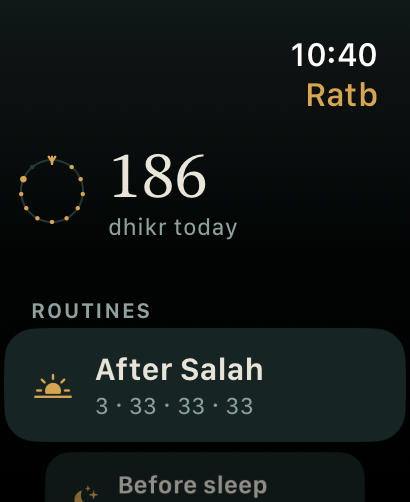 10:40
Ratb
186
dhikr today
ROUTINES
After Salah
3 · 33 · 33 · 33
Before sleep